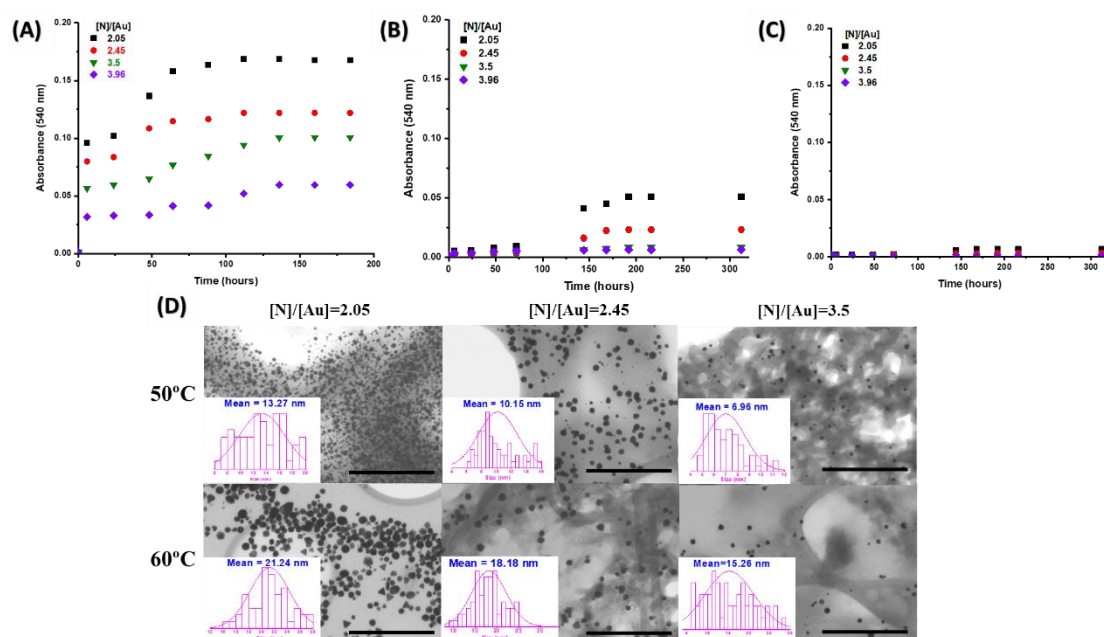 (A)
[N]/[Au]
2.05
2.45
3.5
3.96
0.20
0.15
0.10
0.05
0.00
Absorbance (540 nm)
0 50 100 150 200
Time (hours)
(B)
[N]/[Au]
2.05
2.45
3.5
3.96
0.20
0.15
0.10
0.05
0.00
Absorbance (540 nm)
0 50 100 150 200 250 300
Time (hours)
(C)
[N]/[Au]
2.05
2.45
3.5
3.96
0.20
0.15
0.10
0.05
0.00
Absorbance (540 nm)
0 50 100 150 200 250 300
Time (hours)
(D)
[N]/[Au]=2.05 [N]/[Au]=2.45 [N]/[Au]=3.5
50ºC
Mean = 13.27 nm
Mean = 10.15 nm
Size (nm)
Mean = 6.96 nm
Size (nm)
60ºC
Mean = 21.24 nm
Mean = 18.18 nm
Mean=15.26 nm